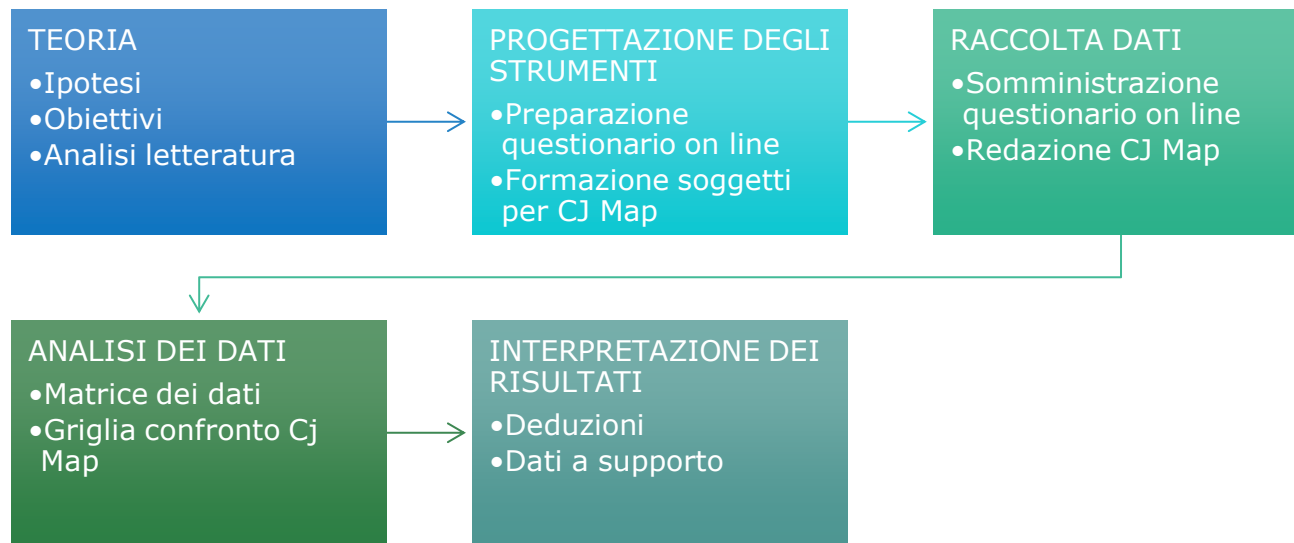 TEORIA
•Ipotesi
•Obiettivi
•Analisi letteratura
PROGETTAZIONE DEGLI
STRUMENTI
•Preparazione
questionario on line
•Formazione soggetti
per CJ Map
RACCOLTA DATI
•Somministrazione
questionario on line
•Redazione CJ Map
ANALISI DEI DATI
•Matrice dei dati
•Griglia confronto Cj
Map
INTERPRETAZIONE DEI
RISULTATI
•Deduzioni
•Dati a supporto